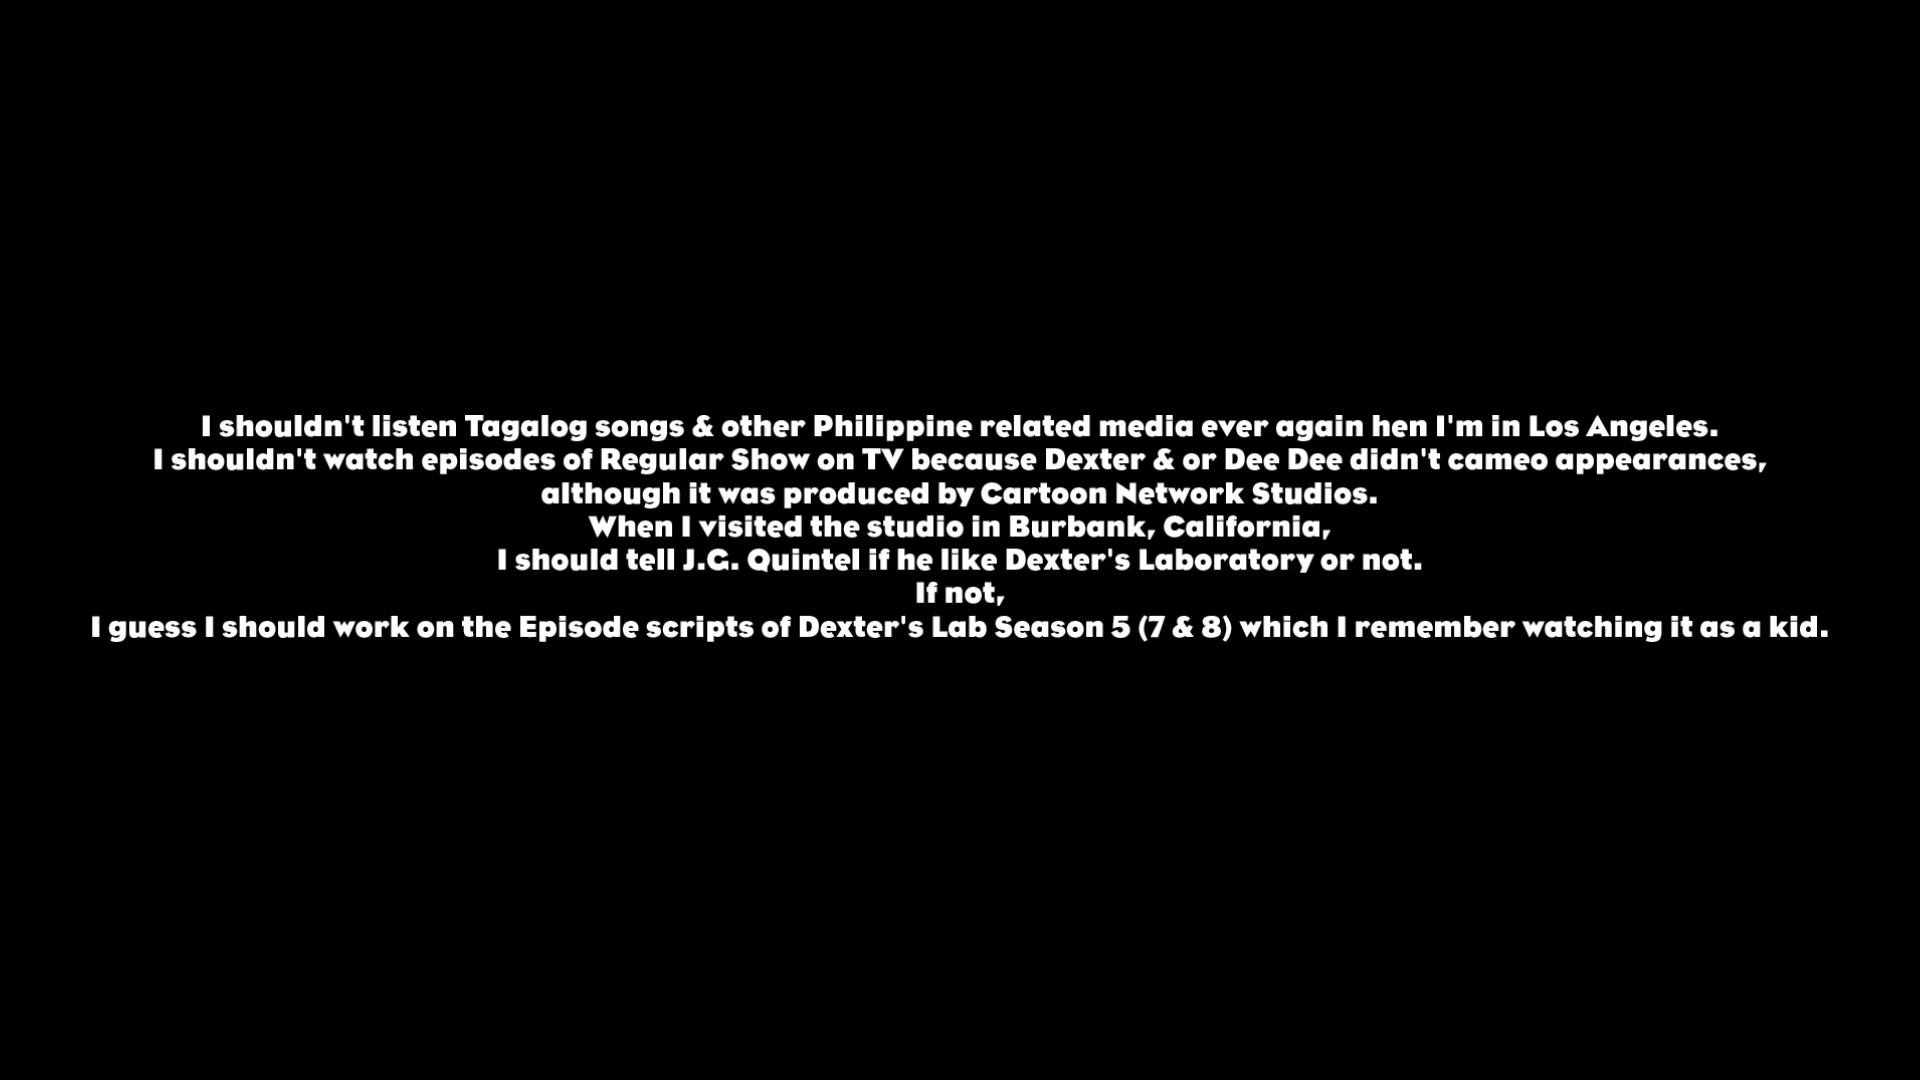 I shouldn't listen Tagalog songs & other Philippine related media ever again hen I'm in Los Angeles.
I shouldn't watch episodes of Regular Show on TV because Dexter & or Dee Dee didn't cameo appearances,
although it was produced by Cartoon Network Studios.
When I visited the studio in Burbank, California,
I should tell J.G. Quintel if he like Dexter's Laboratory or not.
If not,
I guess I should work on the Episode scripts of Dexter's Lab Season 5 (7 & 8) which I remember watching it as a kid.